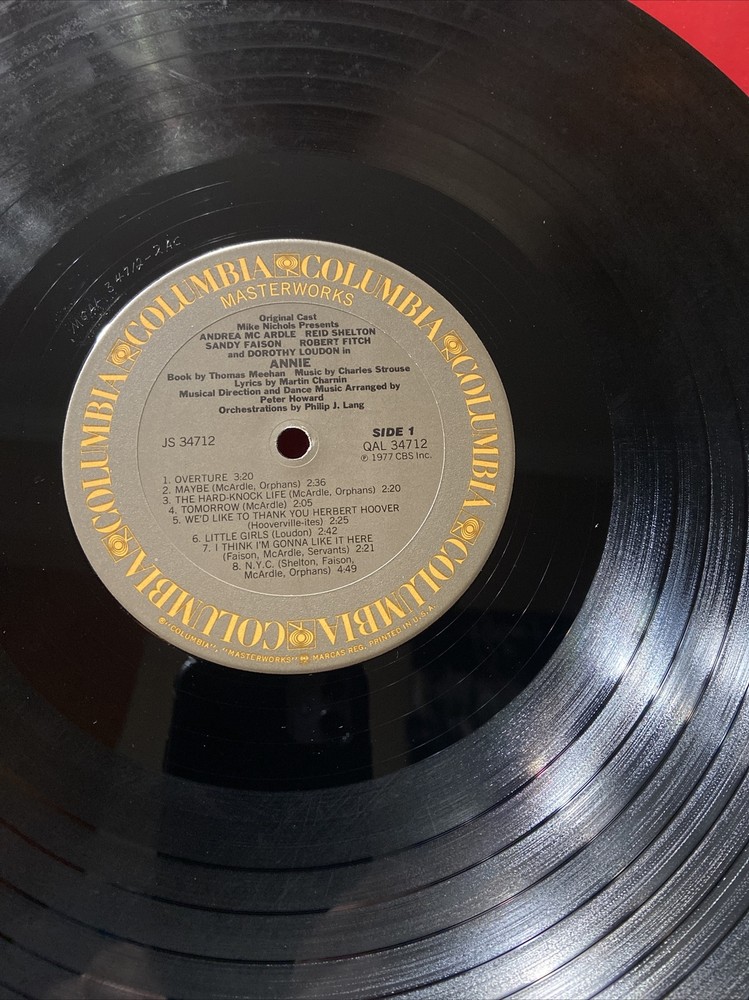 COLUMBIA COLUMBIA COLUMBIA COLUMBIA COLUMBIA COLUMBIA
MASTERWORKS
Original Cast
Mike Nichols Presents
ANDREA MC ARDLE REID SHELTON
SANDY FAISON ROBERT FITCH
and DOROTHY LOUDON in
ANNIE
Book by Thomas Meehan Music by Charles Strouse
Lyrics by Martin Charnin
Musical Direction and Dance Music Arranged by
Peter Howard
Orchestrations by Philip J. Lang
JS 34712
SIDE 1
QAL 34712
℗ 1977 CBS Inc.
1. OVERTURE 3:20
2. MAYBE (McArdle, Orphans) 2:36
3. THE HARD-KNOCK LIFE (McArdle, Orphans) 2:20
4. TOMORROW (McArdle) 2:05
5. WE'D LIKE TO THANK YOU HERBERT HOOVER
(Hooverville-ites) 2:25
6. LITTLE GIRLS (Loudon) 2:42
7. I THINK I'M GONNA LIKE IT HERE
(Faison, McArdle, Servants) 2:21
8. N.Y.C. (Shelton, Faison,
McArdle, Orphans) 4:49
® "COLUMBIA", "MASTERWORKS", MARCAS REG. PRINTED IN U.S.A.